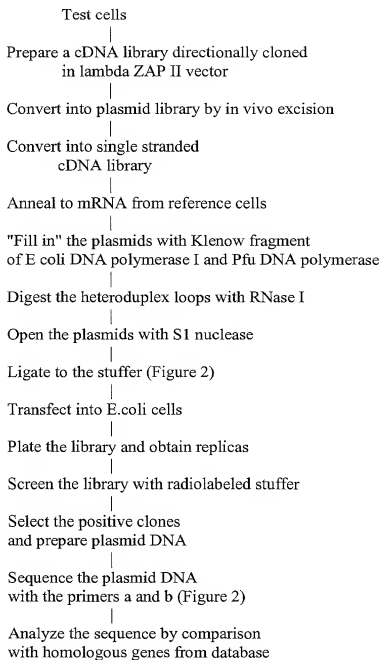 Test cells
Prepare a cDNA library directionally cloned
in lambda ZAP II vector
Convert into plasmid library by in vivo excision
Convert into single stranded
cDNA library
Anneal to mRNA from reference cells
"Fill in" the plasmids with Klenow fragment
of E coli DNA polymerase I and Pfu DNA polymerase
Digest the heteroduplex loops with RNase I
Open the plasmids with S1 nuclease
Ligate to the stuffer (Figure 2)
Transfect into E.coli cells
Plate the library and obtain replicas
Screen the library with radiolabeled stuffer
Select the positive clones
and prepare plasmid DNA
Sequence the plasmid DNA
with the primers a and b (Figure 2)
Analyze the sequence by comparison
with homologous genes from database